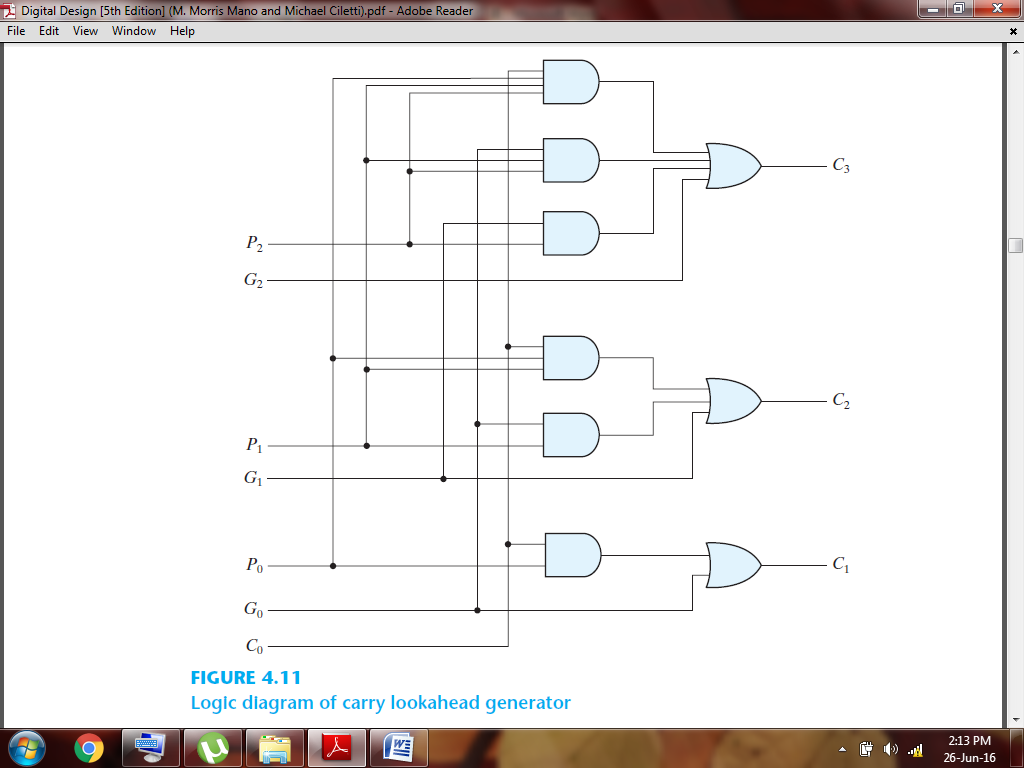 Digital Design [5th Edition] (M. Morris Mano and Michael Ciletti).pdf - Adobe Reader
File Edit View Window Help
C3
P2
G2
C2
P1
G1
P0
C1
G0
C0
FIGURE 4.11
Logic diagram of carry lookahead generator
2:13 PM
26-Jun-16